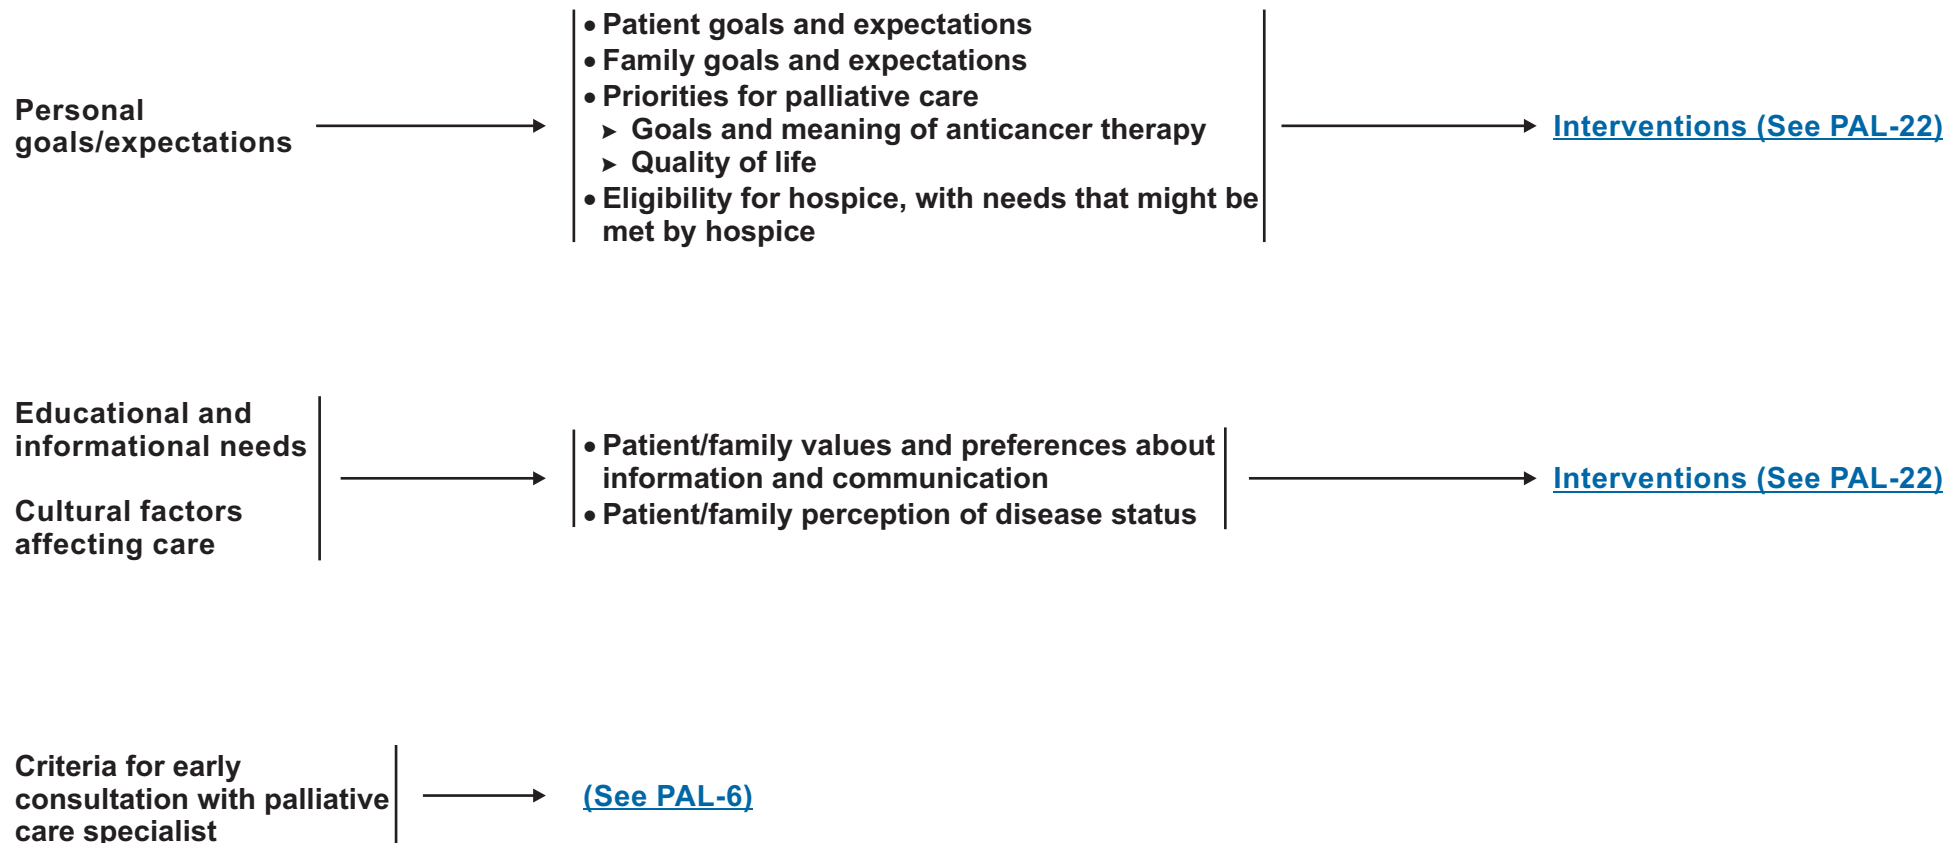 Personal
goals/expectations
• Patient goals and expectations
• Family goals and expectations
• Priorities for palliative care
➤ Goals and meaning of anticancer therapy
➤ Quality of life
• Eligibility for hospice, with needs that might be
met by hospice
Interventions (See PAL-22)
Educational and
informational needs
Cultural factors
affecting care
• Patient/family values and preferences about
information and communication
• Patient/family perception of disease status
Interventions (See PAL-22)
Criteria for early
consultation with palliative
care specialist
(See PAL-6)